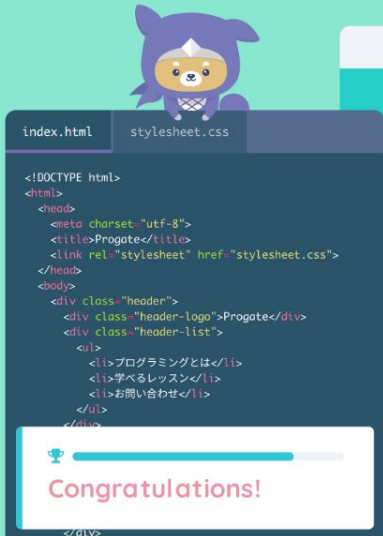 index.html stylesheet.css
<!DOCTYPE html>
<html>
<head>
<meta charset="utf-8">
<title>Progate</title>
<link rel="stylesheet" href="stylesheet.css">
</head>
<body>
<div class="header">
<div class="header-logo">Progate</div>
<div class="header-list">
<ul>
<li>プログラミングとは</li>
<li>学べるレッスン</li>
<li>お問い合わせ</li>
</ul>
</div>
Congratulations!
</div>